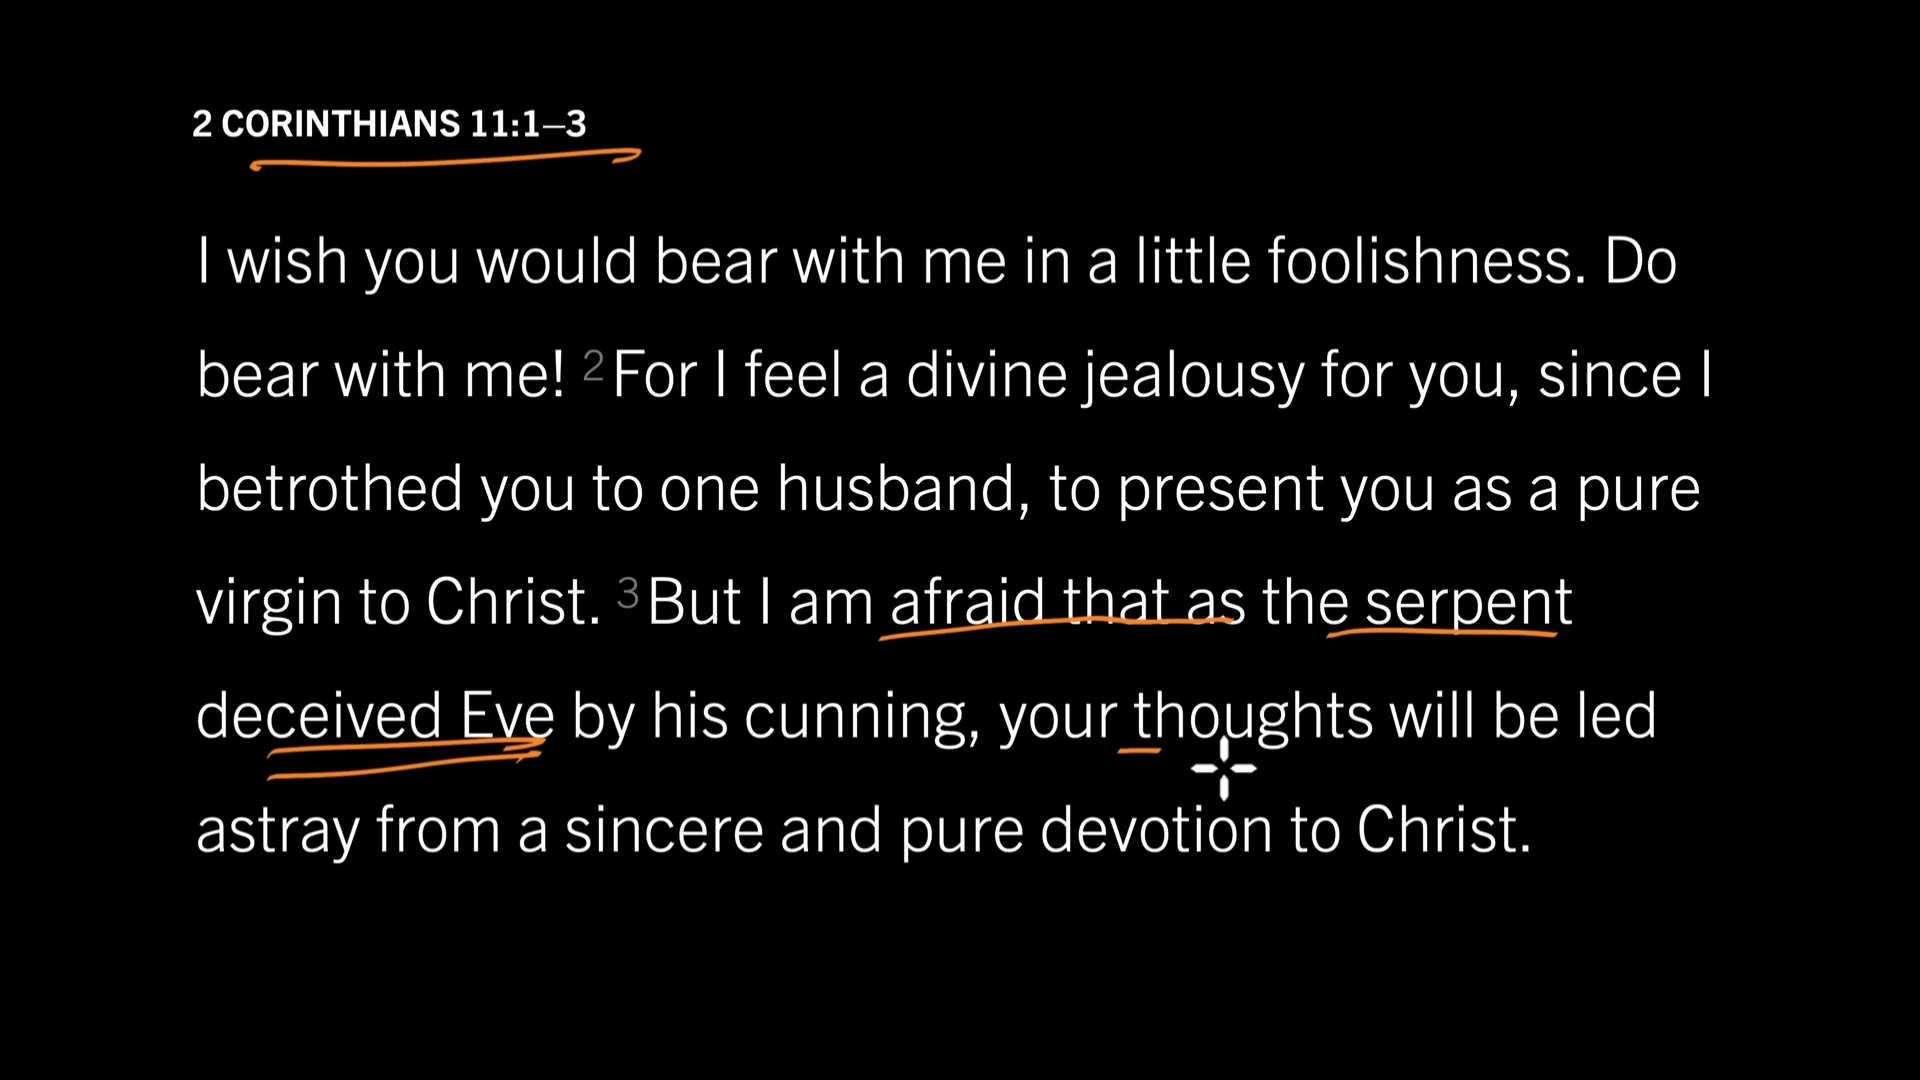 2 CORINTHIANS 11:1–3
I wish you would bear with me in a little foolishness. Do
bear with me! 2 For I feel a divine jealousy for you, since I
betrothed you to one husband, to present you as a pure
virgin to Christ. 3 But I am afraid that as the serpent
deceived Eve by his cunning, your thoughts will be led
astray from a sincere and pure devotion to Christ.